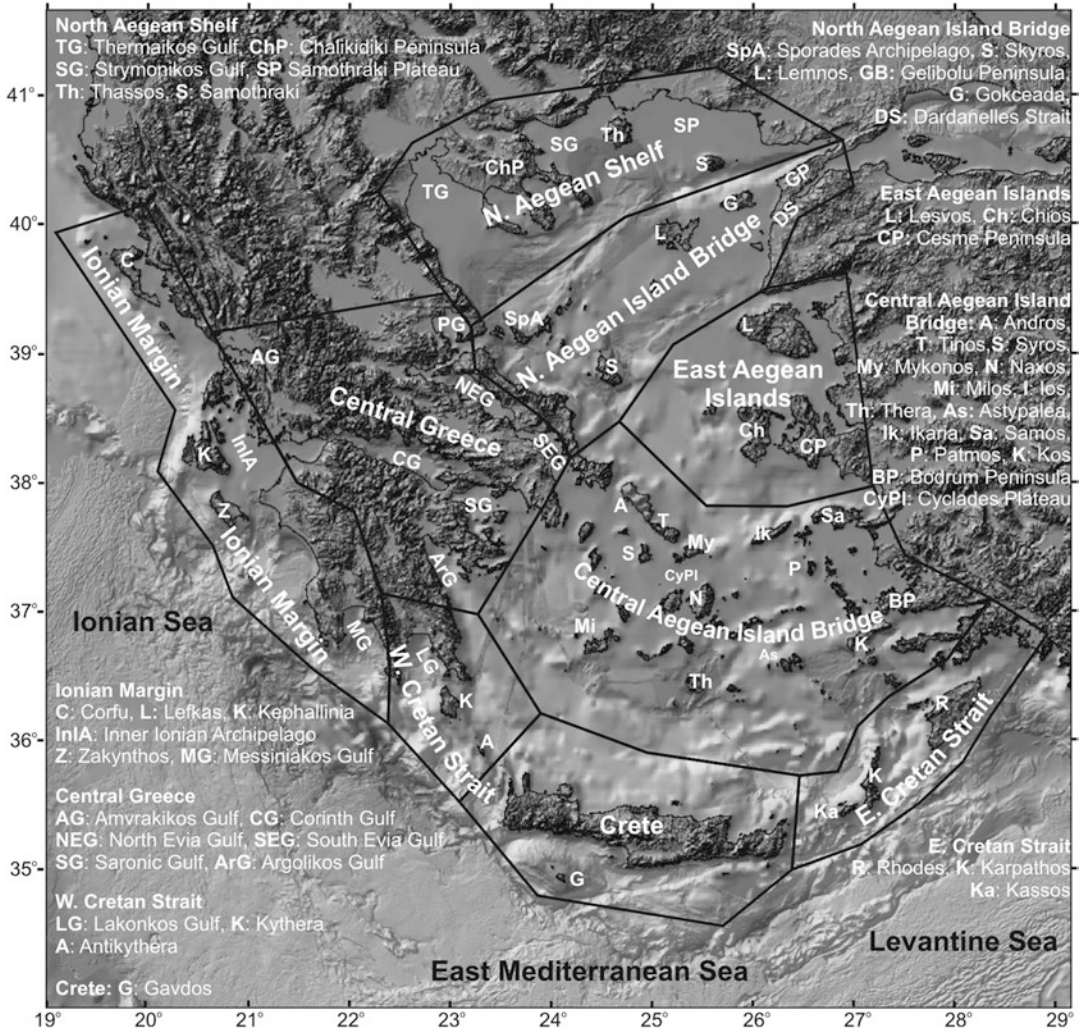 North Aegean Shelf
TG: Thermaikos Gulf, ChP: Chalikidiki Peninsula
SG: Strymonikos Gulf, SP Samothraki Plateau
Th: Thassos, S: Samothraki
North Aegean Island Bridge
SpA: Sporades Archipelago, S: Skyros,
L: Lemnos, GB: Gelibolu Peninsula,
G: Gokceada,
DS: Dardanelles Strait
East Aegean Islands
L: Lesvos, Ch: Chios
CP: Cesme Peninsula
Central Aegean Island
Bridge: A: Andros,
T: Tinos, S: Syros,
My: Mykonos, N: Naxos,
Mi: Milos, I: Ios,
Th: Thera, As: Astypalea,
Ik: Ikaria, Sa: Samos,
P: Patmos, K: Kos
BP: Bodrum Peninsula
CyPl: Cyclades Plateau
41°
40°
39°
38°
37°
36°
35°
SG
Th
SP
ChP
S
TG
N. Aegean Shelf
GP
G
DS
L
N. Aegean Island Bridge
C
Ionian Margin
PG
SpA
L
AG
S
East Aegean
Islands
NEG
Central Greece
SEG
Ch
CP
K
InIA
CG
Z
SG
A
T
Sa
Ik
My
S
CyPl
P
ArG
N
BP
Ionian Margin
Central Aegean Island Bridge
Ionian Sea
MG
Mi
K
As
LG
Th
W. Cretan Strait
K
R
A
K
Ka
E. Cretan Strait
Crete
G
Ionian Margin
C: Corfu, L: Lefkas, K: Kephallinia
InIA: Inner Ionian Archipelago
Z: Zakynthos, MG: Messiniakos Gulf
Central Greece
AG: Amvrakikos Gulf, CG: Corinth Gulf
NEG: North Evia Gulf, SEG: South Evia Gulf
SG: Saronic Gulf, ArG: Argolikos Gulf
W. Cretan Strait
LG: Lakonkos Gulf, K: Kythera
A: Antikythera
Crete: G: Gavdos
E. Cretan Strait
R: Rhodes, K: Karpathos
Ka: Kassos
Levantine Sea
East Mediterranean Sea
19° 20° 21° 22° 23° 24° 25° 26° 27° 28° 29°